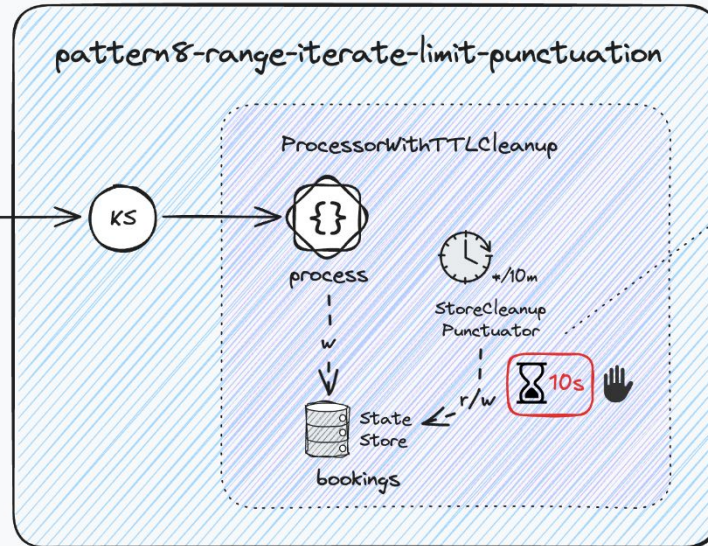 pattern8-range-iterate-limit-punctuation
ProcessorWithTTLCleanup
KS
{}
process
*/10m
StoreCleanup
Punctuator
w
10s
r/w
State
Store
bookings